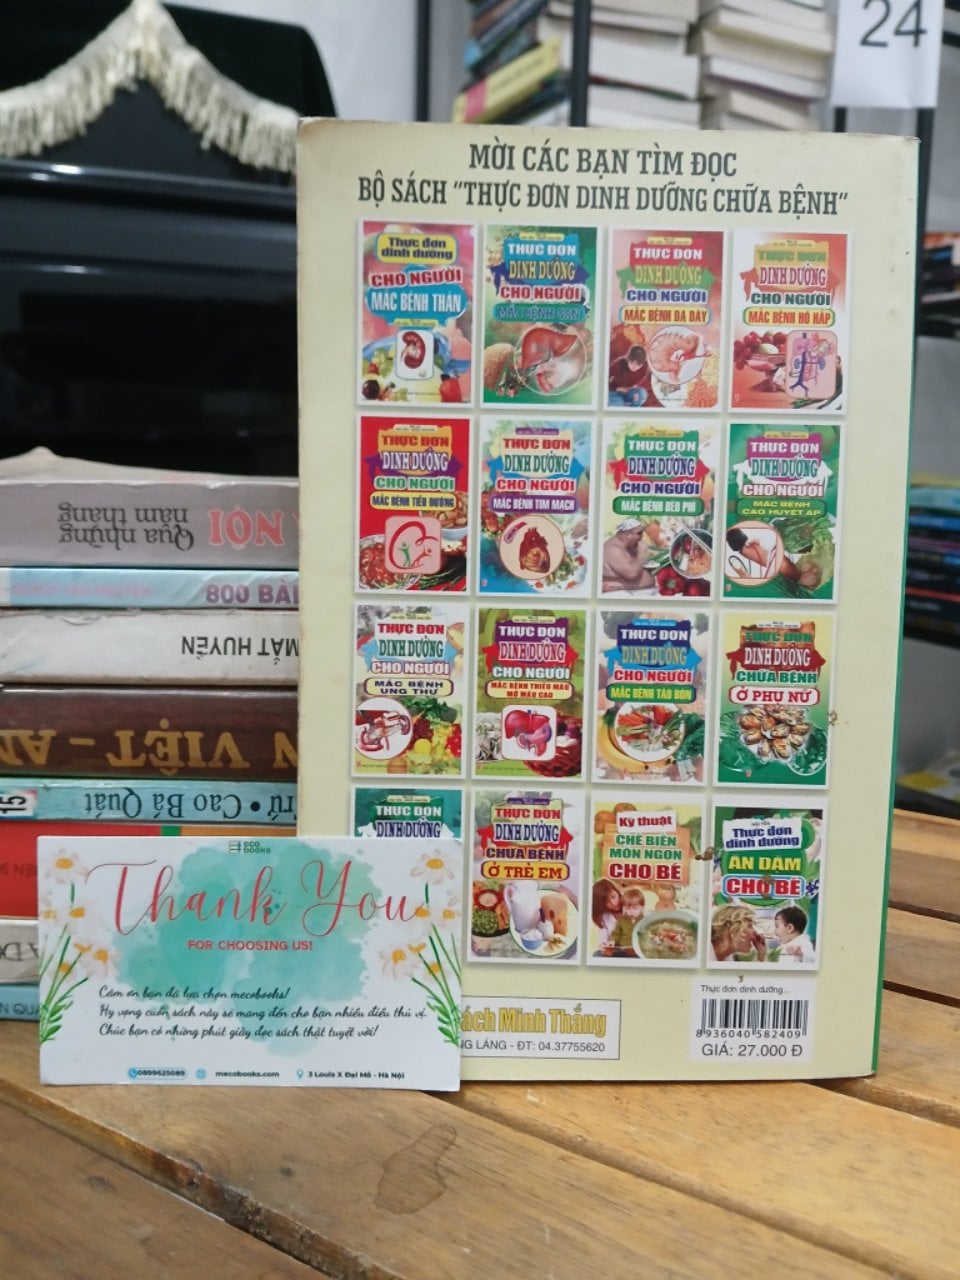 24
MỜI CÁC BẠN TÌM ĐỌC
BỘ SÁCH "THỰC ĐƠN DINH DƯỠNG CHỮA BỆNH"
Thực đơn
dinh dưỡng
CHO NGƯỜI
MẮC BỆNH THẬN
THỰC ĐƠN
DINH DƯỠNG
CHO NGƯỜI
MẮC BỆNH GAN
THỰC ĐƠN
DINH DƯỠNG
CHO NGƯỜI
MẮC BỆNH DẠ DÀY
THỰC ĐƠN
DINH DƯỠNG
CHO NGƯỜI
MẮC BỆNH HÔ HẤP
THỰC ĐƠN
DINH DƯỠNG
CHO NGƯỜI
MẮC BỆNH TIỂU ĐƯỜNG
THỰC ĐƠN
DINH DƯỠNG
CHO NGƯỜI
MẮC BỆNH TIM MẠCH
THỰC ĐƠN
DINH DƯỠNG
CHO NGƯỜI
MẮC BỆNH BÉO PHÌ
THỰC ĐƠN
DINH DƯỠNG
CHO NGƯỜI
MẮC BỆNH
CAO HUYẾT ÁP
THỰC ĐƠN
DINH DƯỠNG
CHO NGƯỜI
MẮC BỆNH
UNG THƯ
THỰC ĐƠN
DINH DƯỠNG
CHO NGƯỜI
MẮC BỆNH THIẾU MÁU
MỠ MÁU CAO
THỰC ĐƠN
DINH DƯỠNG
CHO NGƯỜI
MẮC BỆNH TÁO BÓN
THỰC ĐƠN
DINH DƯỠNG
CHỮA BỆNH
Ở PHỤ NỮ
THỰC ĐƠN
DINH DƯỠNG
THỰC ĐƠN
DINH DƯỠNG
CHỮA BỆNH
Ở TRẺ EM
Kỹ thuật
CHẾ BIẾN
MÓN NGON
CHO BÉ
Thực đơn
dinh dưỡng
ĂN DẶM
CHO BÉ
Sách Minh Thắng
NG LÁNG - ĐT: 04.37755620
Thực đơn dinh dưỡng...
8936040582409
GIÁ: 27.000 Đ
NỘI
Qua những
năm tháng
800 BÀI
MẬT HUYỀN
N VIỆT - AN
15
TỨ • Cao Bá Quát
eco
books
Thank You
FOR CHOOSING US!
Cảm ơn bạn đã lựa chọn mecobooks!
Hy vọng cuốn sách này sẽ mang đến cho bạn nhiều điều thú vị.
Chúc bạn có những phút giây đọc sách thật tuyệt vời!
0899625089
mecobooks.com
3 Louis X Đại Mỗ - Hà Nội